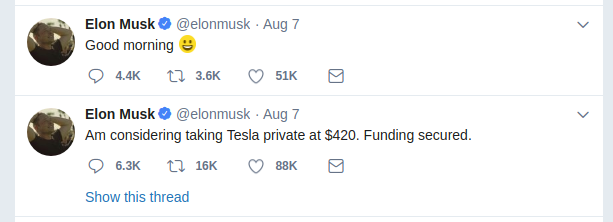 Elon Musk @elonmusk · Aug 7
Good morning 😀
4.4K 3.6K 51K
Elon Musk @elonmusk · Aug 7
Am considering taking Tesla private at $420. Funding secured.
6.3K 16K 88K
Show this thread